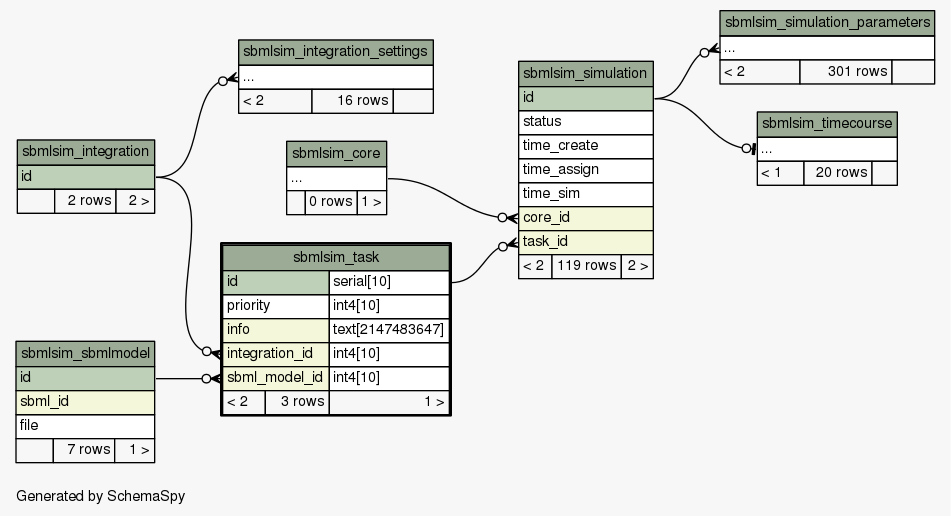 sbmlsim_simulation_parameters
...
< 2 301 rows
sbmlsim_integration_settings
...
< 2 16 rows
sbmlsim_simulation
id
status
time_create
time_assign
time_sim
core_id
task_id
< 2 119 rows 2 >
sbmlsim_timecourse
...
< 1 20 rows
sbmlsim_integration
id
2 rows 2 >
sbmlsim_core
...
0 rows 1 >
sbmlsim_task
id serial[10]
priority int4[10]
info text[2147483647]
integration_id int4[10]
sbml_model_id int4[10]
< 2 3 rows 1 >
sbmlsim_sbmlmodel
id
sbml_id
file
7 rows 1 >
Generated by SchemaSpy